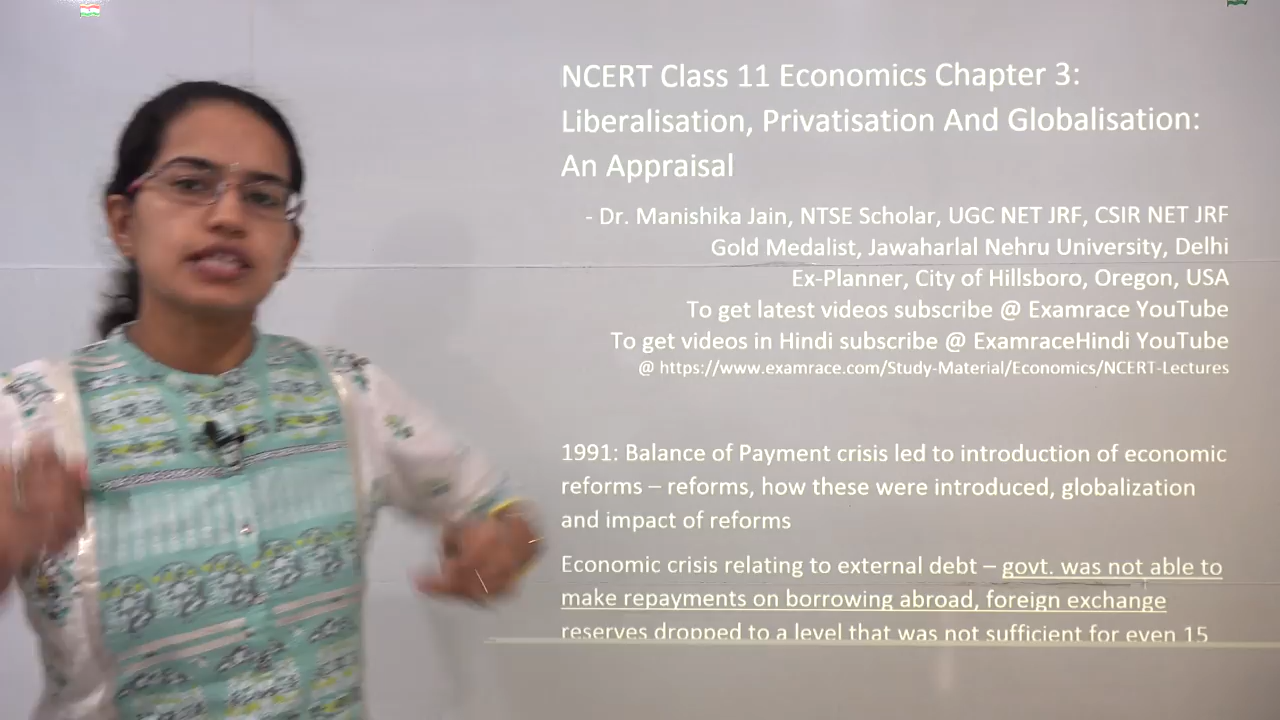 NCERT Class 11 Economics Chapter 3:
Liberalisation, Privatisation And Globalisation:
An Appraisal
- Dr. Manishika Jain, NTSE Scholar, UGC NET JRF, CSIR NET JRF
Gold Medalist, Jawaharlal Nehru University, Delhi
Ex-Planner, City of Hillsboro, Oregon, USA
To get latest videos subscribe @ Examrace YouTube
To get videos in Hindi subscribe @ ExamraceHindi YouTube
@ https://www.examrace.com/Study-Material/Economics/NCERT-Lectures
1991: Balance of Payment crisis led to introduction of economic
reforms – reforms, how these were introduced, globalization
and impact of reforms
Economic crisis relating to external debt – govt. was not able to
make repayments on borrowing abroad, foreign exchange
reserves dropped to a level that was not sufficient for even 15